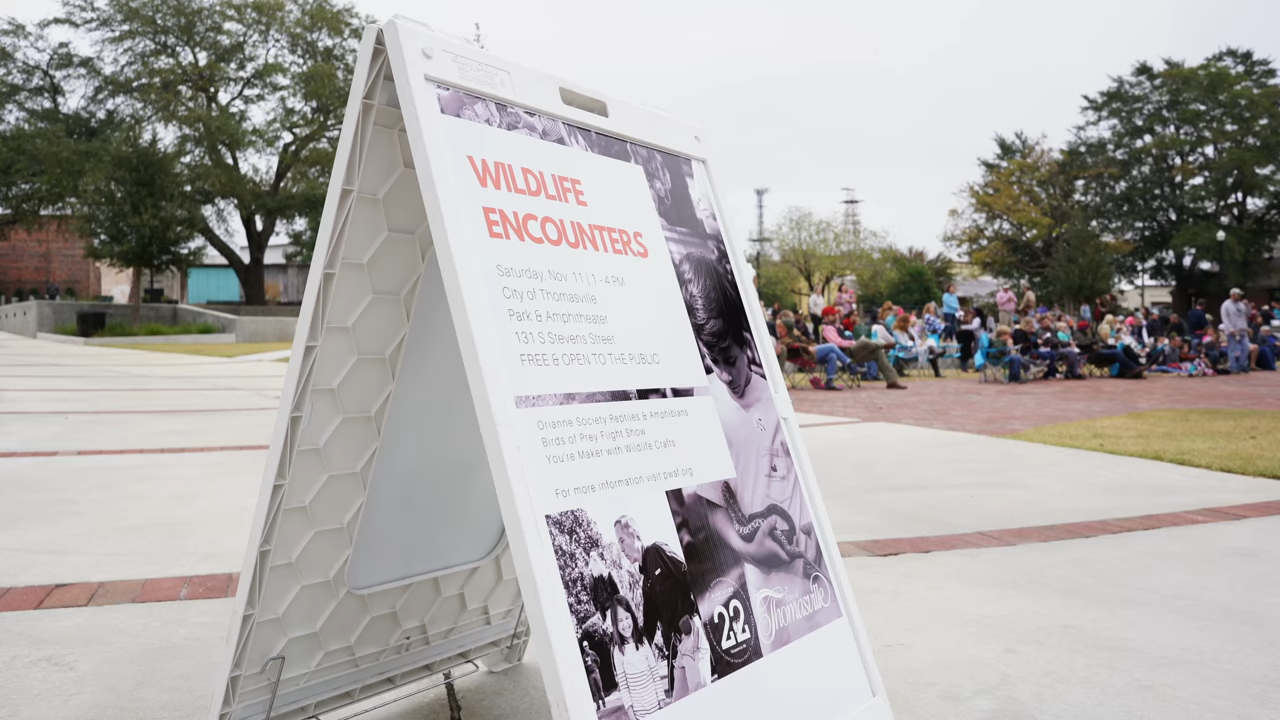 WILDLIFE
ENCOUNTERS
Saturday, Nov. 11 | 1 - 4 PM
City of Thomasville
Park & Amphitheater
131 S Stevens Street
FREE & OPEN TO THE PUBLIC
Orianne Society Reptiles & Amphibians
Birds of Prey Flight Show
You're Maker with Wildlife Crafts
For more information visit pwaf.org
22
Thomasville